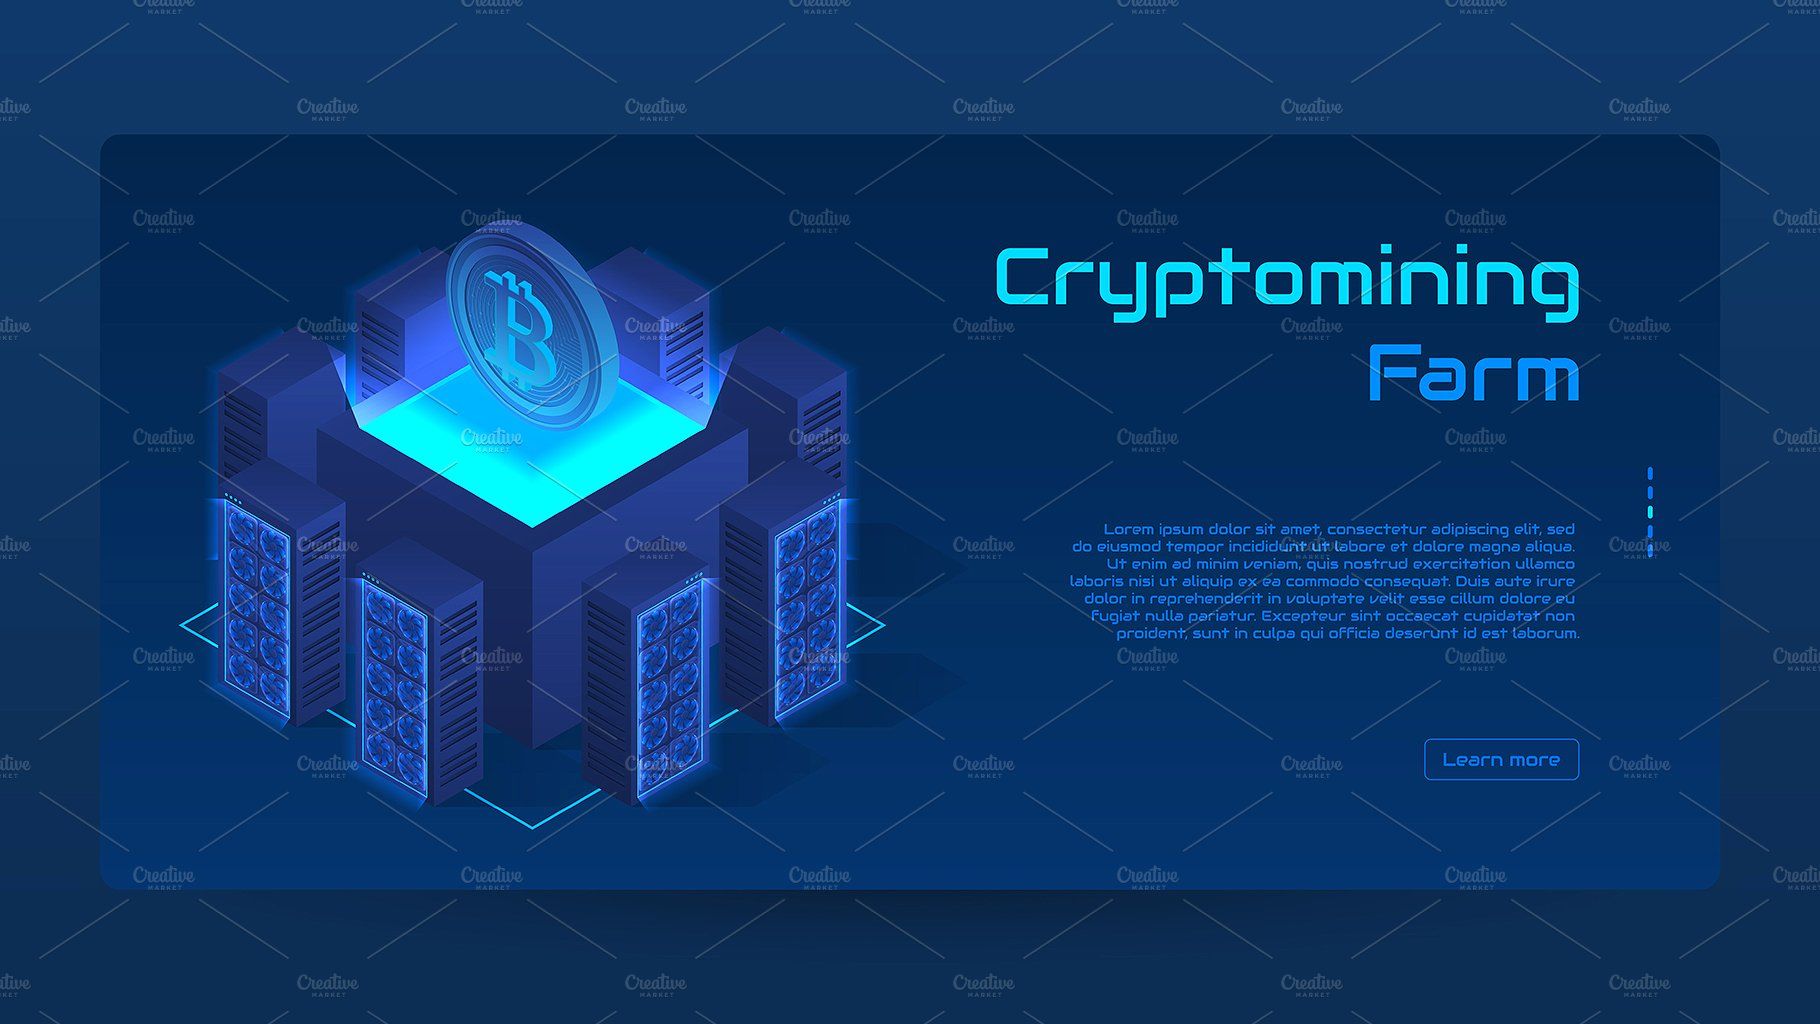 Cryptomining
Farm
Lorem ipsum dolor sit amet, consectetur adipiscing elit, sed
do eiusmod tempor incididunt ut labore et dolore magna aliqua.
Ut enim ad minim veniam, quis nostrud exercitation ullamco
laboris nisi ut aliquip ex ea commodo consequat. Duis aute irure
dolor in reprehenderit in voluptate velit esse cillum dolore eu
fugiat nulla pariatur. Excepteur sint occaecat cupidatat non
proident, sunt in culpa qui officia deserunt id est laborum.
Learn more
Creative
MARKET